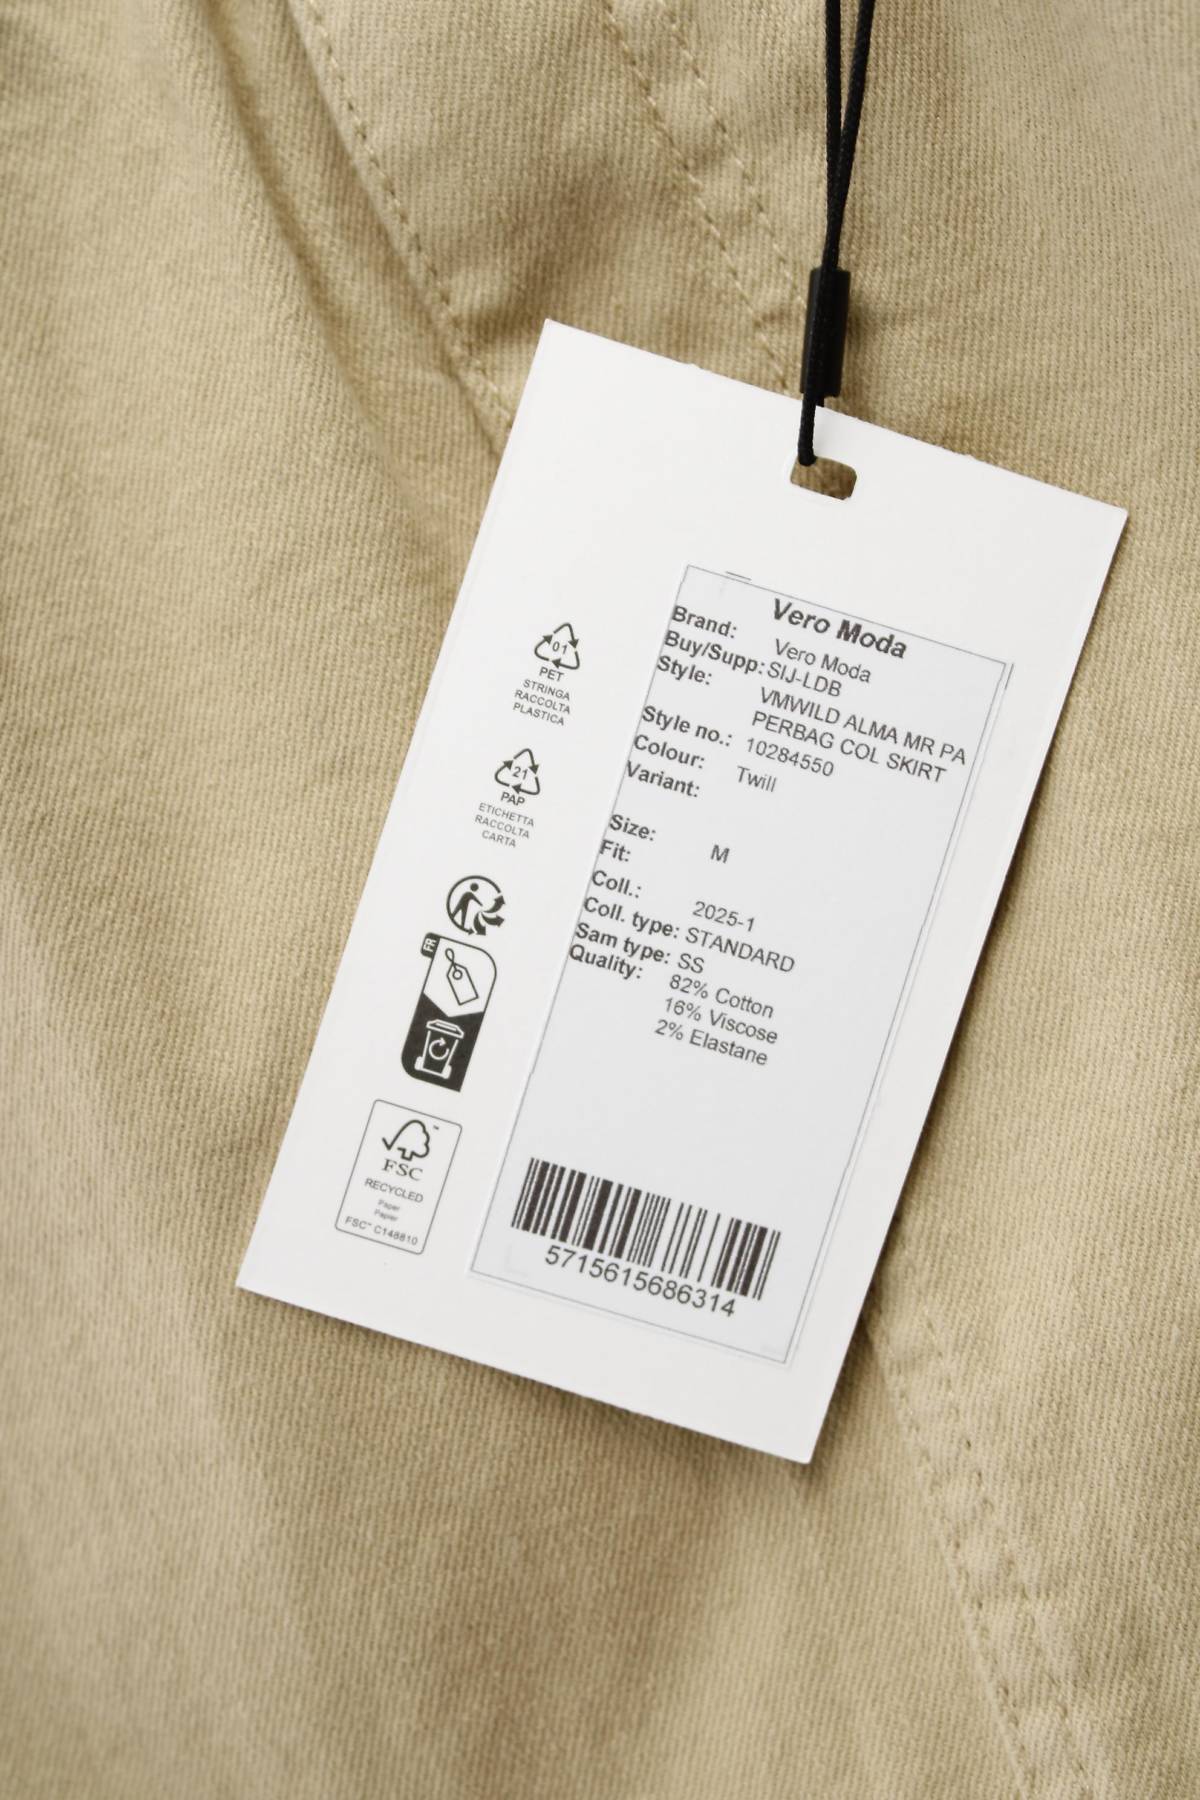 Vero Moda
Brand: Vero Moda
Buy/Supp: SIJ-LDB
Style: VMWILD ALMA MR PA
PERBAG COL SKIRT
Style no.: 10284550
Colour: Twill
Variant:
Size: M
Fit:
Coll.: 2025-1
Coll. type: STANDARD
Sam type: SS
Quality: 82% Cotton
16% Viscose
2% Elastane
5715615686314
01
PET
STRINGA
RACCOLTA
PLASTICA
21
PAP
ETICHETTA
RACCOLTA
CARTA
FR
FSC™
RECYCLED
Paper
Papier
FSC™ C148810